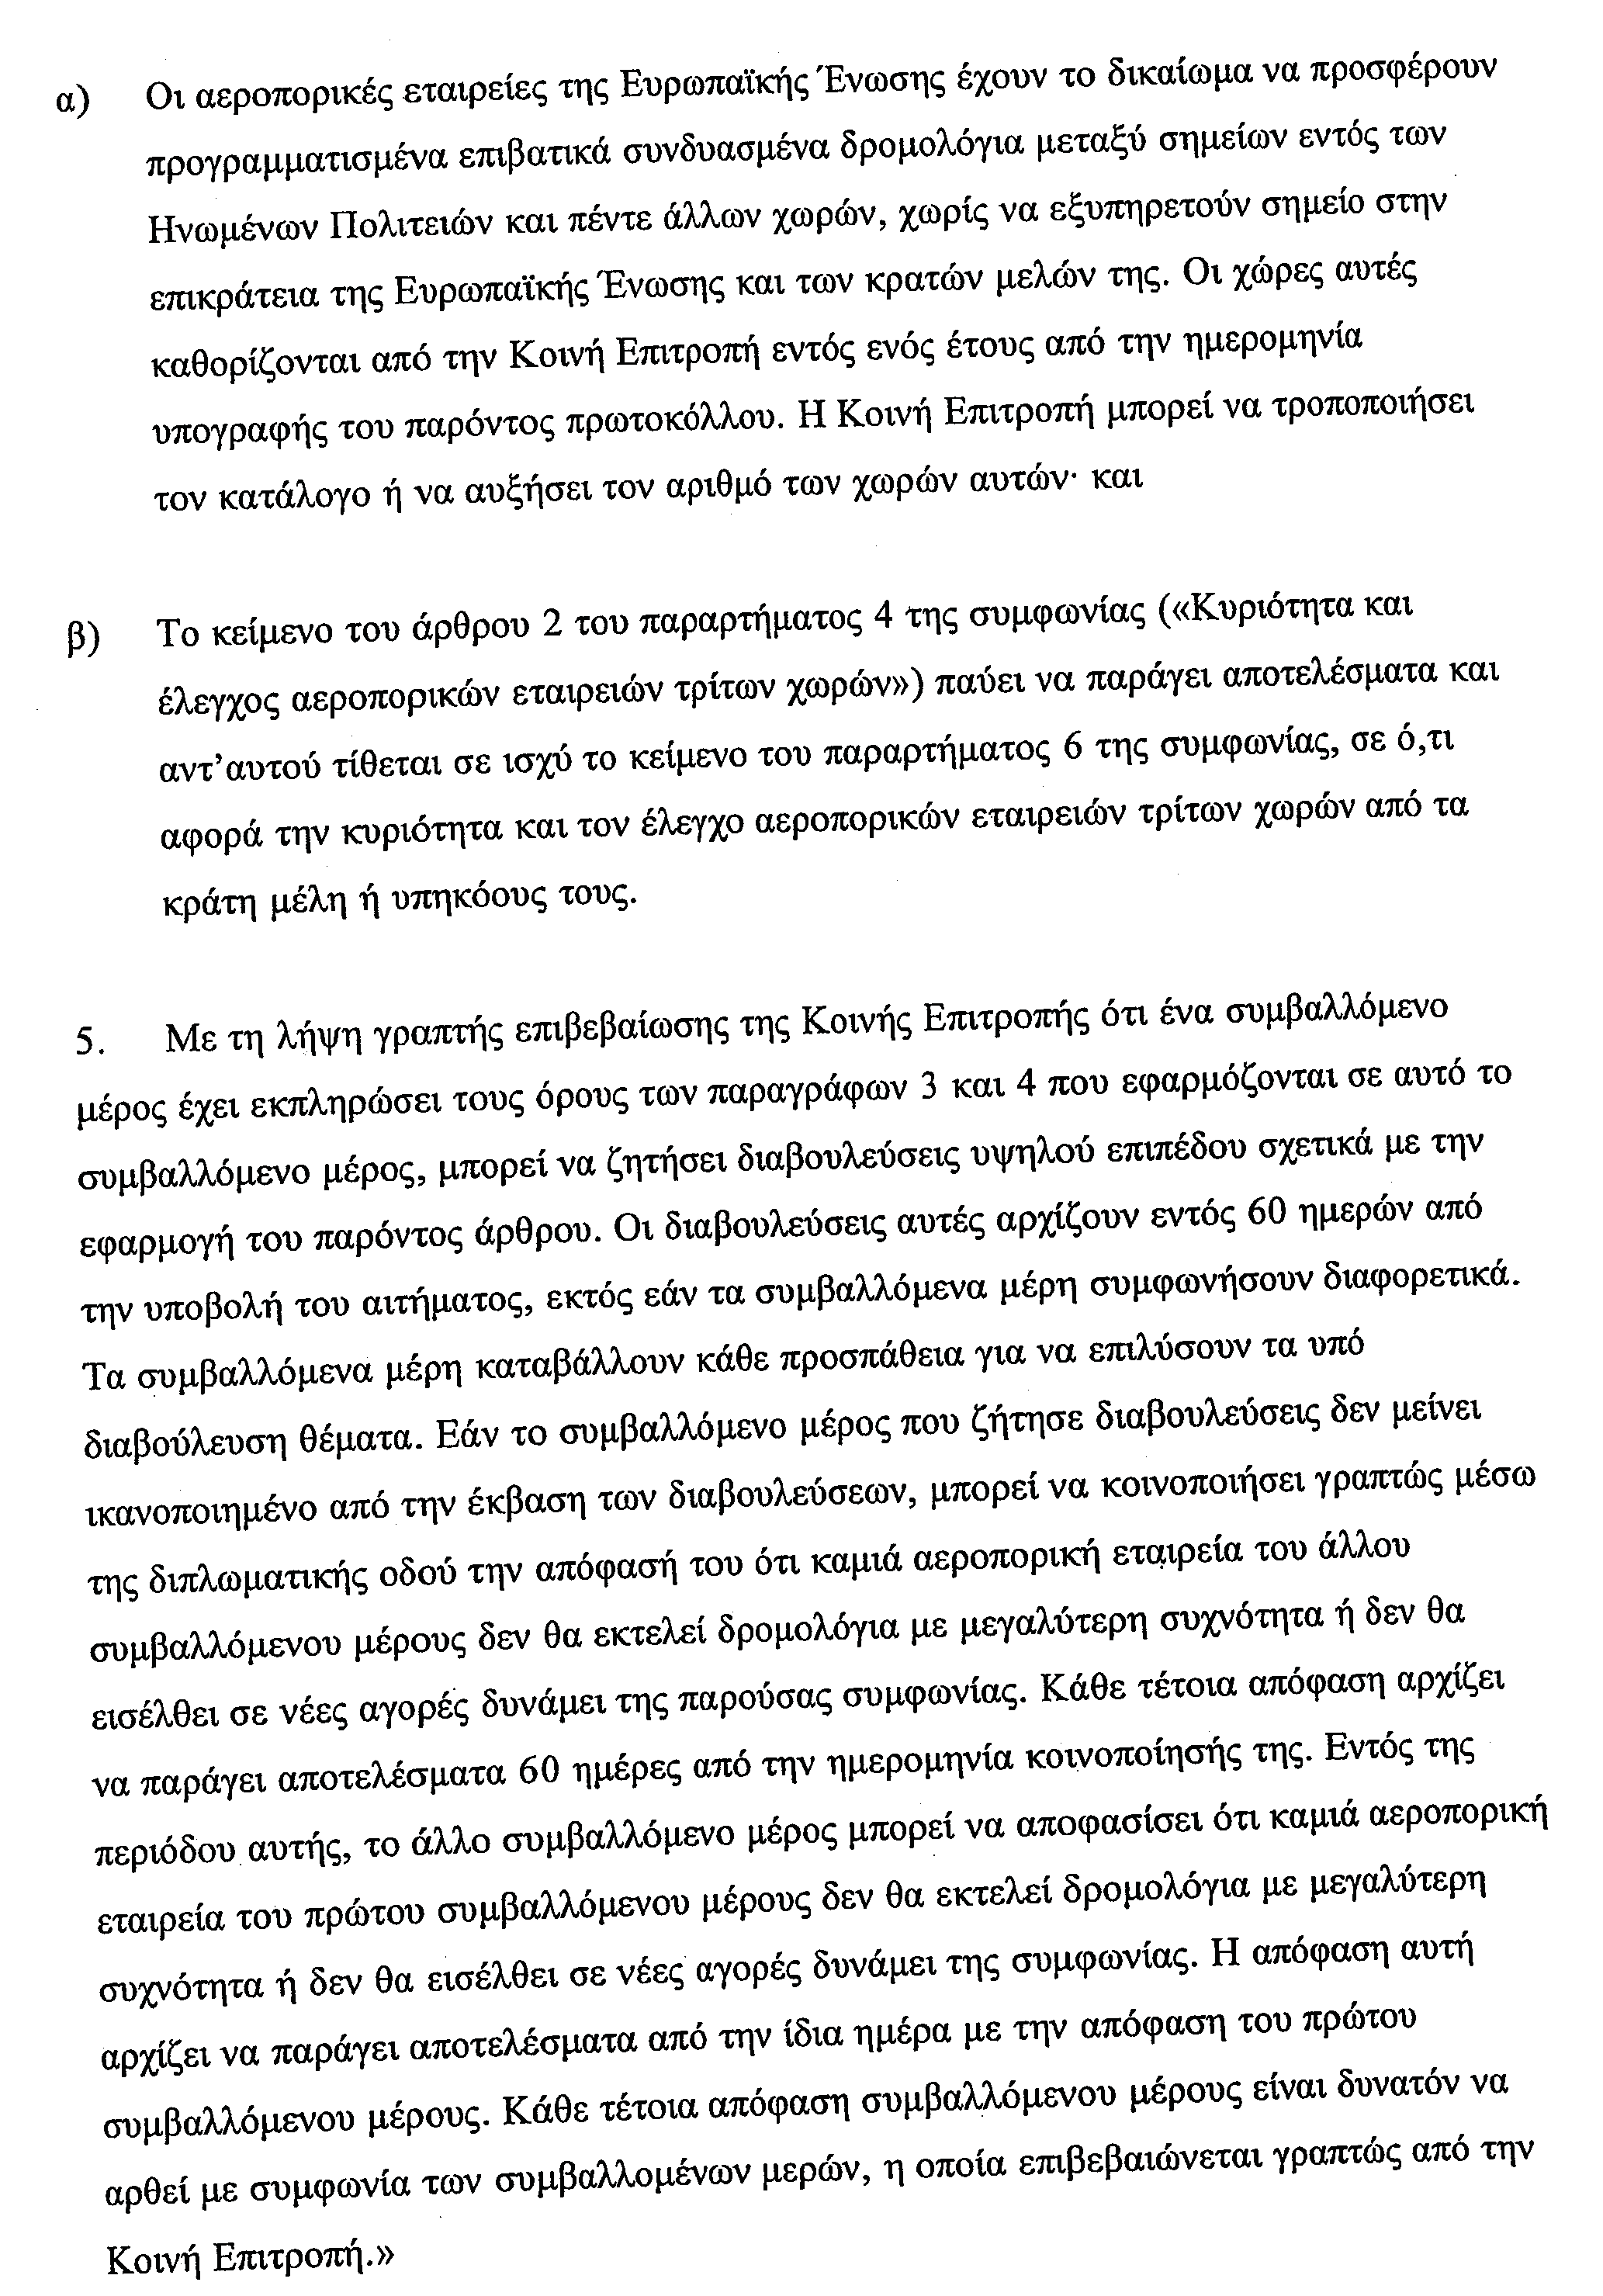 α) Οι αεροπορικές εταιρείες της Ευρωπαϊκής Ένωσης έχουν το δικαίωμα να προσφέρουν
προγραμματισμένα επιβατικά συνδυασμένα δρομολόγια μεταξύ σημείων εντός των
Ηνωμένων Πολιτειών και πέντε άλλων χωρών, χωρίς να εξυπηρετούν σημείο στην
επικράτεια της Ευρωπαϊκής Ένωσης και των κρατών μελών της. Οι χώρες αυτές
καθορίζονται από την Κοινή Επιτροπή εντός ενός έτους από την ημερομηνία
υπογραφής του παρόντος πρωτοκόλλου. Η Κοινή Επιτροπή μπορεί να τροποποιήσει
τον κατάλογο ή να αυξήσει τον αριθμό των χωρών αυτών· και
β) Το κείμενο του άρθρου 2 του παραρτήματος 4 της συμφωνίας («Κυριότητα και
έλεγχος αεροπορικών εταιρειών τρίτων χωρών») παύει να παράγει αποτελέσματα και
αντ’αυτού τίθεται σε ισχύ το κείμενο του παραρτήματος 6 της συμφωνίας, σε ό,τι
αφορά την κυριότητα και τον έλεγχο αεροπορικών εταιρειών τρίτων χωρών από τα
κράτη μέλη ή υπηκόους τους.
5. Με τη λήψη γραπτής επιβεβαίωσης της Κοινής Επιτροπής ότι ένα συμβαλλόμενο
μέρος έχει εκπληρώσει τους όρους των παραγράφων 3 και 4 που εφαρμόζονται σε αυτό το
συμβαλλόμενο μέρος, μπορεί να ζητήσει διαβουλεύσεις υψηλού επιπέδου σχετικά με την
εφαρμογή του παρόντος άρθρου. Οι διαβουλεύσεις αυτές αρχίζουν εντός 60 ημερών από
την υποβολή του αιτήματος, εκτός εάν τα συμβαλλόμενα μέρη συμφωνήσουν διαφορετικά.
Τα συμβαλλόμενα μέρη καταβάλλουν κάθε προσπάθεια για να επιλύσουν τα υπό
διαβούλευση θέματα. Εάν το συμβαλλόμενο μέρος που ζήτησε διαβουλεύσεις δεν μείνει
ικανοποιημένο από την έκβαση των διαβουλεύσεων, μπορεί να κοινοποιήσει γραπτώς μέσω
της διπλωματικής οδού την απόφασή του ότι καμιά αεροπορική εταιρεία του άλλου
συμβαλλόμενου μέρους δεν θα εκτελεί δρομολόγια με μεγαλύτερη συχνότητα ή δεν θα
εισέλθει σε νέες αγορές δυνάμει της παρούσας συμφωνίας. Κάθε τέτοια απόφαση αρχίζει
να παράγει αποτελέσματα 60 ημέρες από την ημερομηνία κοινοποίησής της. Εντός της
περιόδου αυτής, το άλλο συμβαλλόμενο μέρος μπορεί να αποφασίσει ότι καμιά αεροπορική
εταιρεία του πρώτου συμβαλλόμενου μέρους δεν θα εκτελεί δρομολόγια με μεγαλύτερη
συχνότητα ή δεν θα εισέλθει σε νέες αγορές δυνάμει της συμφωνίας. Η απόφαση αυτή
αρχίζει να παράγει αποτελέσματα από την ίδια ημέρα με την απόφαση του πρώτου
συμβαλλόμενου μέρους. Κάθε τέτοια απόφαση συμβαλλόμενου μέρους είναι δυνατόν να
αρθεί με συμφωνία των συμβαλλομένων μερών, η οποία επιβεβαιώνεται γραπτώς από την
Κοινή Επιτροπή.»